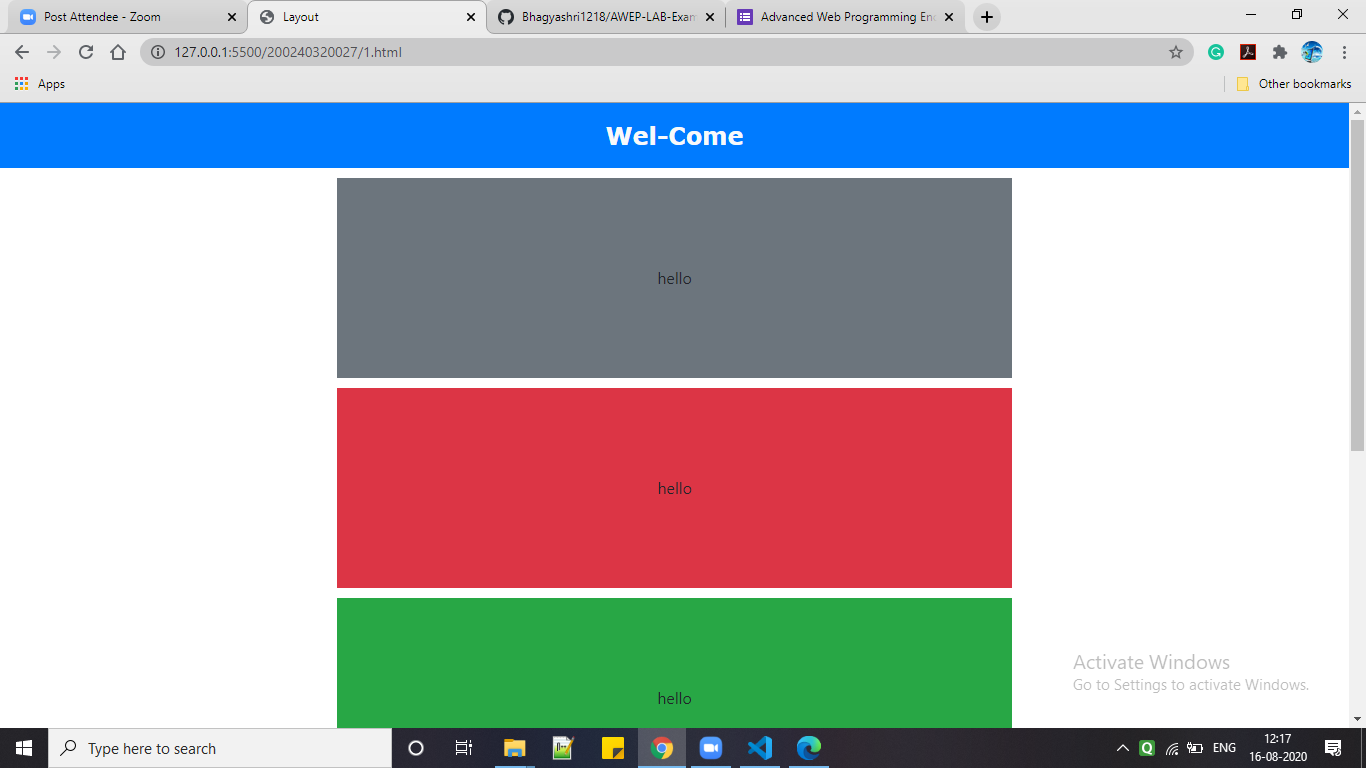 Post Attendee - Zoom
Layout
Bhagyashri1218/AWEP-LAB-Exam
Advanced Web Programming En
127.0.0.1:5500/200240320027/1.html
Apps
Other bookmarks
Wel-Come
hello
hello
hello
Activate Windows
Go to Settings to activate Windows.
Type here to search
ENG
12:17
16-08-2020